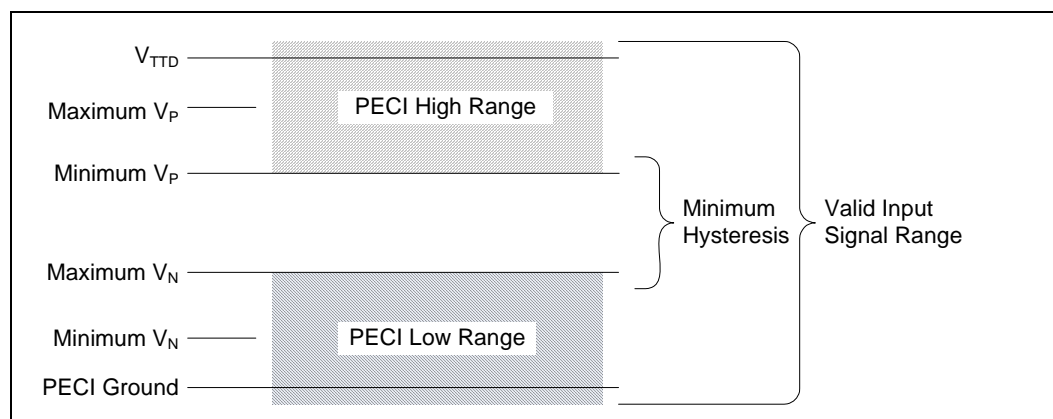 V_TTD
PECI High Range
Maximum V_P
Minimum V_P
Minimum
Hysteresis
Valid Input
Signal Range
Maximum V_N
Minimum V_N
PECI Low Range
PECI Ground